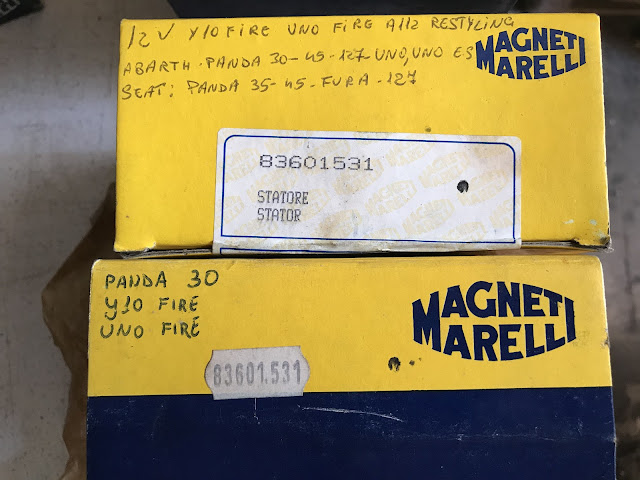 12V Y10 FIRE UNO FIRE A112 RESTYLING
ABARTH - PANDA 30-45-127-UNO, UNO ES
SEAT: PANDA 35-45-FURA-127
MAGNETI
MARELLI
83601531
STATORE
STATOR
PANDA 30
Y10 FIRE
UNO FIRE
MAGNETI
MARELLI
83601.531